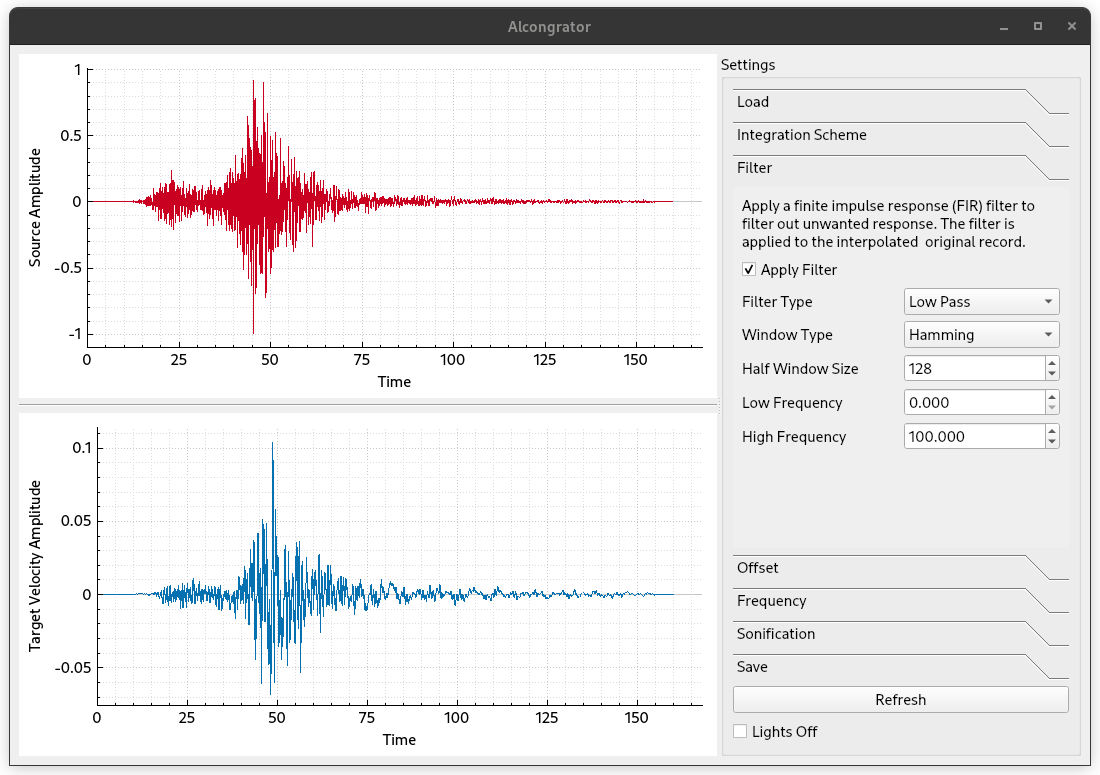 Alcongrator
1
0.5
0
-0.5
-1
Source Amplitude
0 25 50 75 100 125 150
Time
0.1
0.05
0
-0.05
Target Velocity Amplitude
0 25 50 75 100 125 150
Time
Settings
Load
Integration Scheme
Filter
Apply a finite impulse response (FIR) filter to
filter out unwanted response. The filter is
applied to the interpolated  original record.
Apply Filter
Filter Type Low Pass
Window Type Hamming
Half Window Size 128
Low Frequency 0.000
High Frequency 100.000
Offset
Frequency
Sonification
Save
Refresh
Lights Off